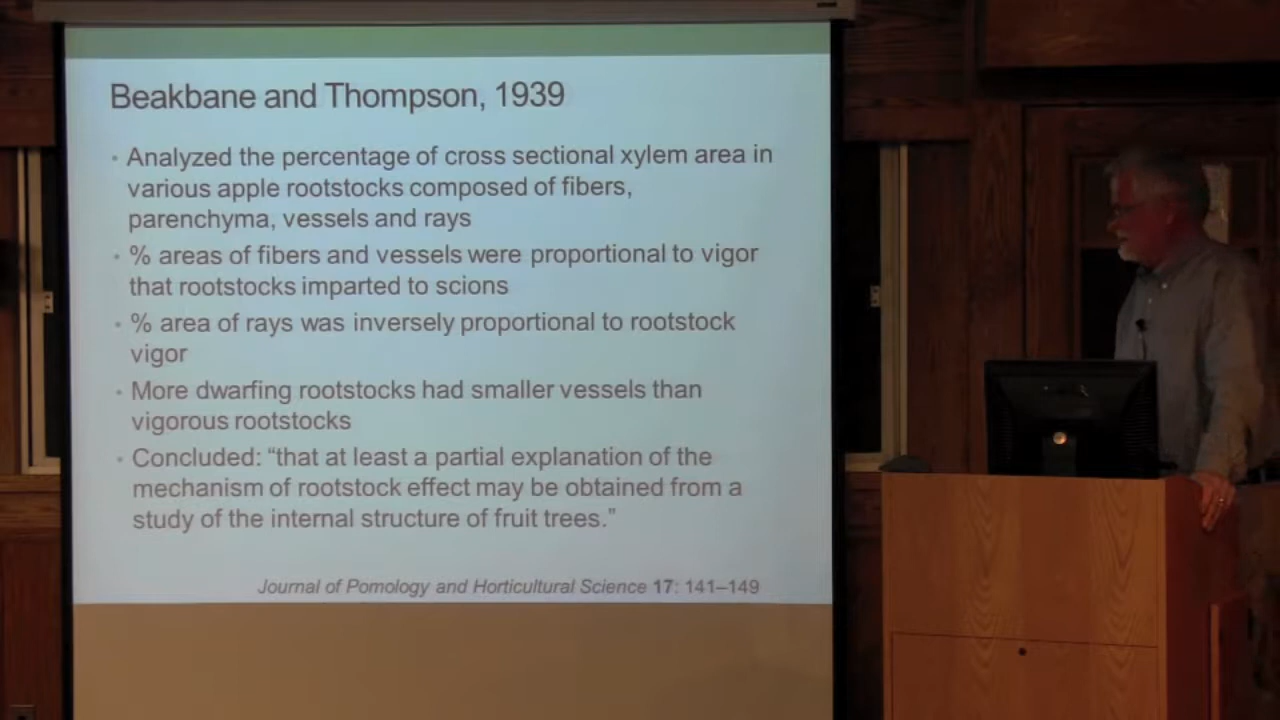 Beakbane and Thompson, 1939
• Analyzed the percentage of cross sectional xylem area in
various apple rootstocks composed of fibers,
parenchyma, vessels and rays
• % areas of fibers and vessels were proportional to vigor
that rootstocks imparted to scions
• % area of rays was inversely proportional to rootstock
vigor
• More dwarfing rootstocks had smaller vessels than
vigorous rootstocks
• Concluded: “that at least a partial explanation of the
mechanism of rootstock effect may be obtained from a
study of the internal structure of fruit trees.”
Journal of Pomology and Horticultural Science 17: 141–149